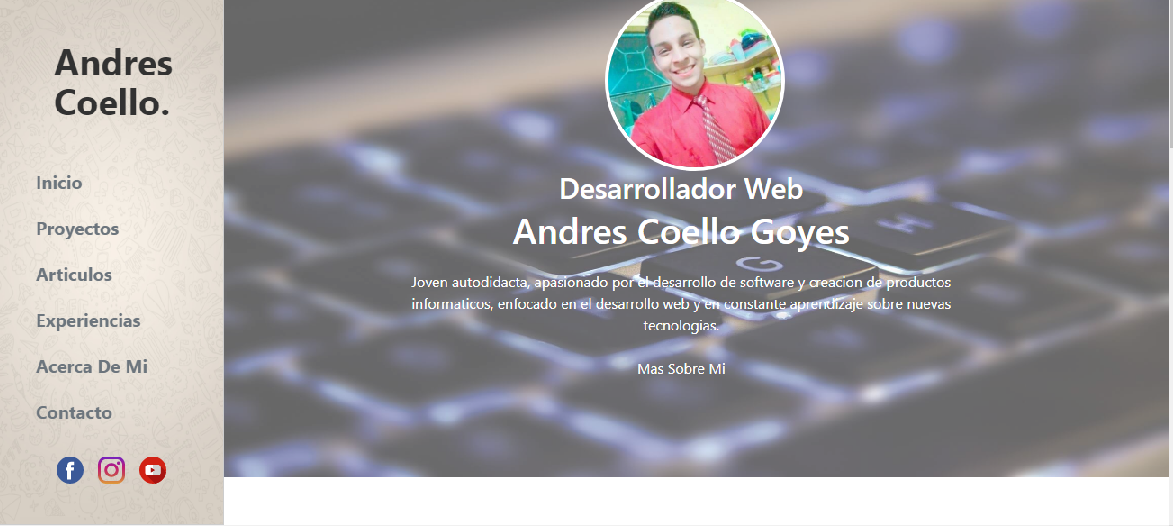 Andres
Coello.
Inicio
Proyectos
Articulos
Experiencias
Acerca De Mi
Contacto
Desarrollador Web
Andres Coello Goyes
Joven autodidacta, apasionado por el desarrollo de software y creacion de productos
informaticos, enfocado en el desarrollo web y en constante aprendizaje sobre nuevas
tecnologias.
Mas Sobre Mi